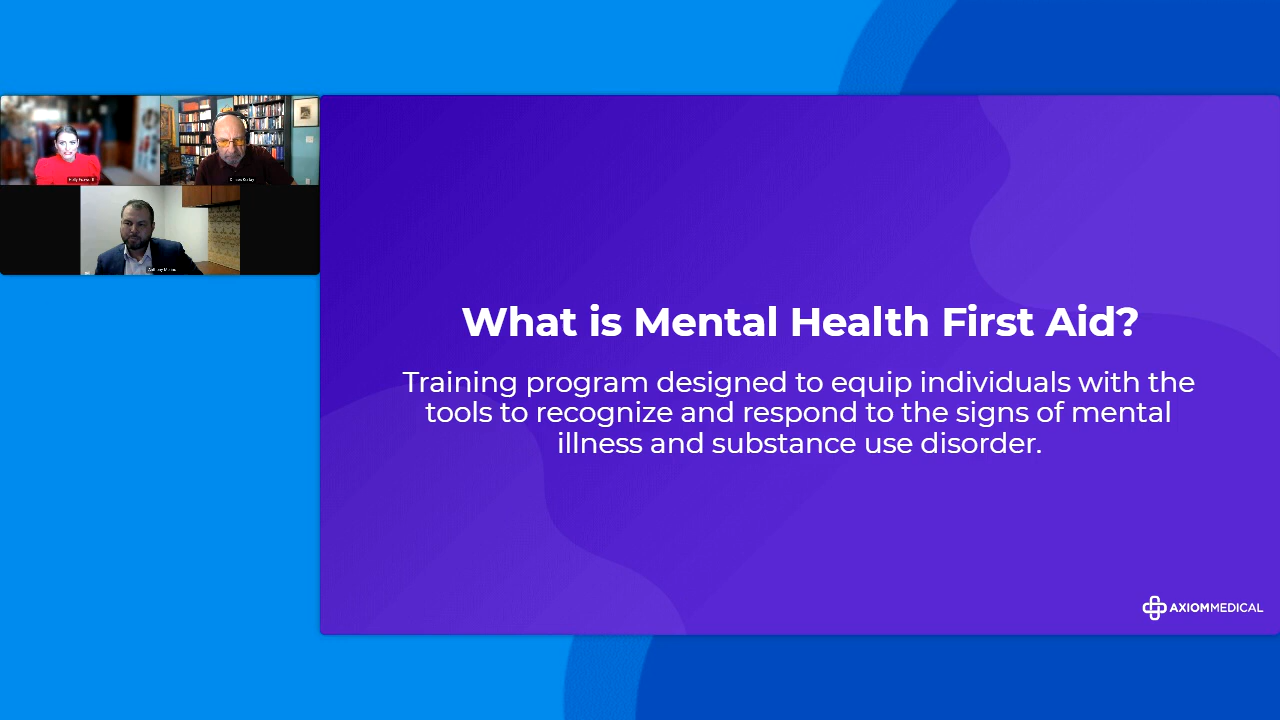 What is Mental Health First Aid?
Training program designed to equip individuals with the
tools to recognize and respond to the signs of mental
illness and substance use disorder.
AXIOMMEDICAL